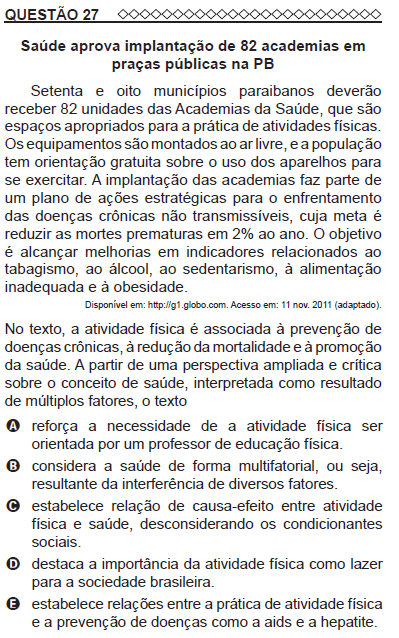 QUESTÃO 27
Saúde aprova implantação de 82 academias em
praças públicas na PB
Setenta e oito municípios paraibanos deverão
receber 82 unidades das Academias da Saúde, que são
espaços apropriados para a prática de atividades físicas.
Os equipamentos são montados ao ar livre, e a população
tem orientação gratuita sobre o uso dos aparelhos para
se exercitar. A implantação das academias faz parte de
um plano de ações estratégicas para o enfrentamento
das doenças crônicas não transmissíveis, cuja meta é
reduzir as mortes prematuras em 2% ao ano. O objetivo
é alcançar melhorias em indicadores relacionados ao
tabagismo, ao álcool, ao sedentarismo, à alimentação
inadequada e à obesidade.
Disponível em: http://g1.globo.com. Acesso em: 11 nov. 2011 (adaptado).
No texto, a atividade física é associada à prevenção de
doenças crônicas, à redução da mortalidade e à promoção
da saúde. A partir de uma perspectiva ampliada e crítica
sobre o conceito de saúde, interpretada como resultado
de múltiplos fatores, o texto
A reforça a necessidade de a atividade física ser
orientada por um professor de educação física.
B considera a saúde de forma multifatorial, ou seja,
resultante da interferência de diversos fatores.
C estabelece relação de causa-efeito entre atividade
física e saúde, desconsiderando os condicionantes
sociais.
D destaca a importância da atividade física como lazer
para a sociedade brasileira.
E estabelece relações entre a prática de atividade física
e a prevenção de doenças como a aids e a hepatite.